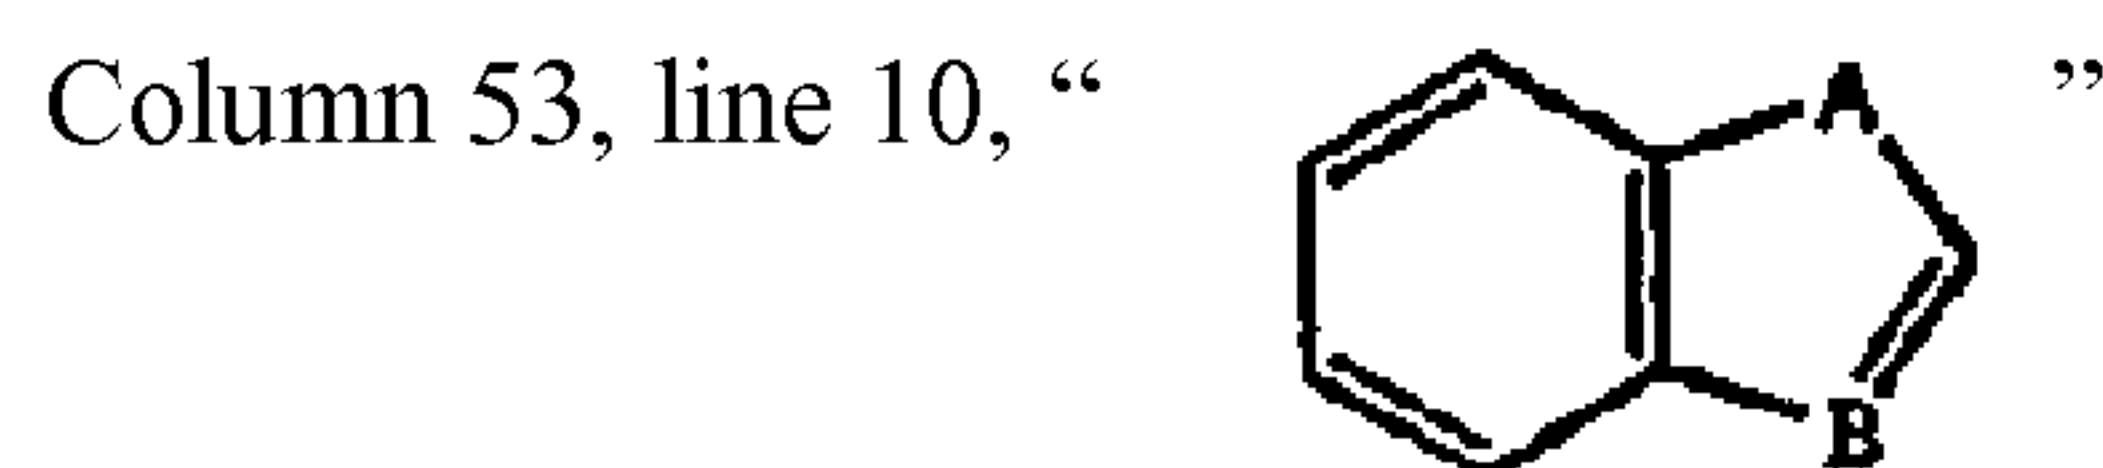 Column 53, line 10, “ ”
A
B